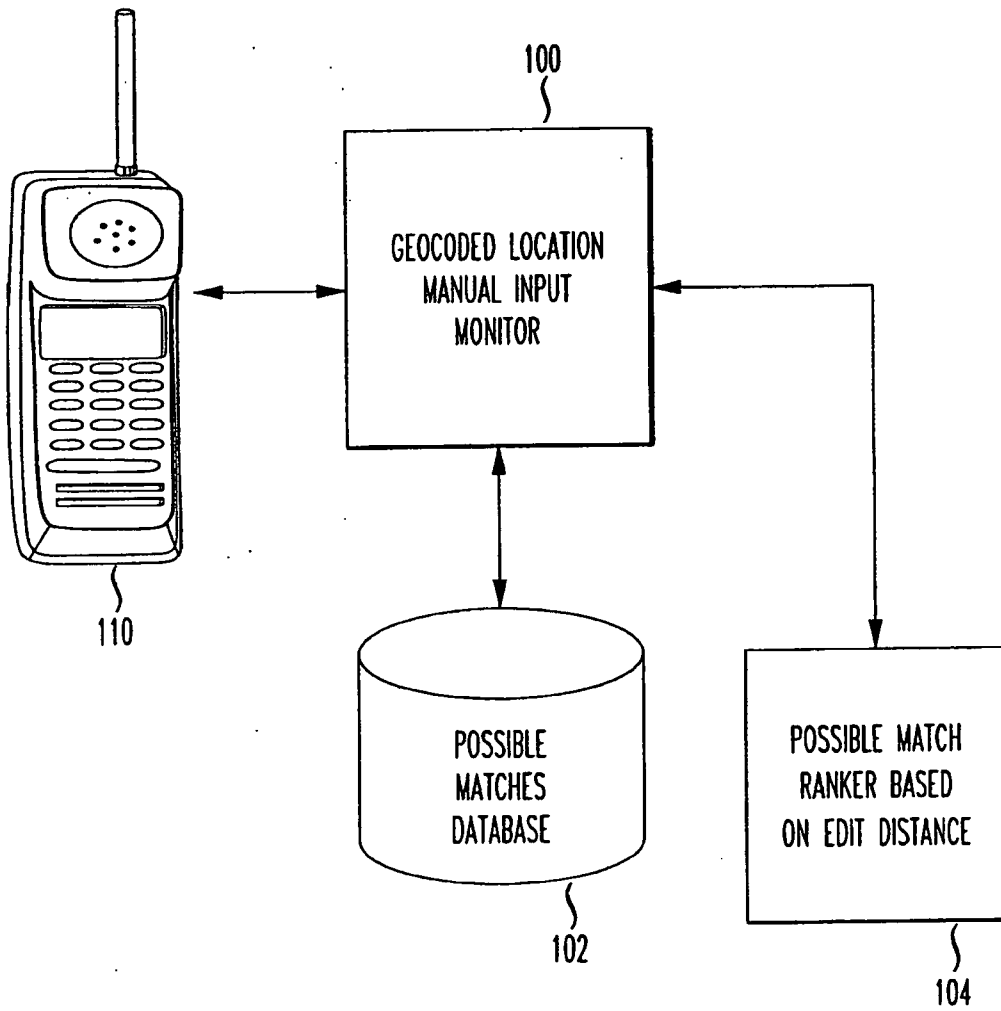 100
GEOCODED LOCATION
MANUAL INPUT
MONITOR
110
POSSIBLE
MATCHES
DATABASE
102
POSSIBLE MATCH
RANKER BASED
ON EDIT DISTANCE
104